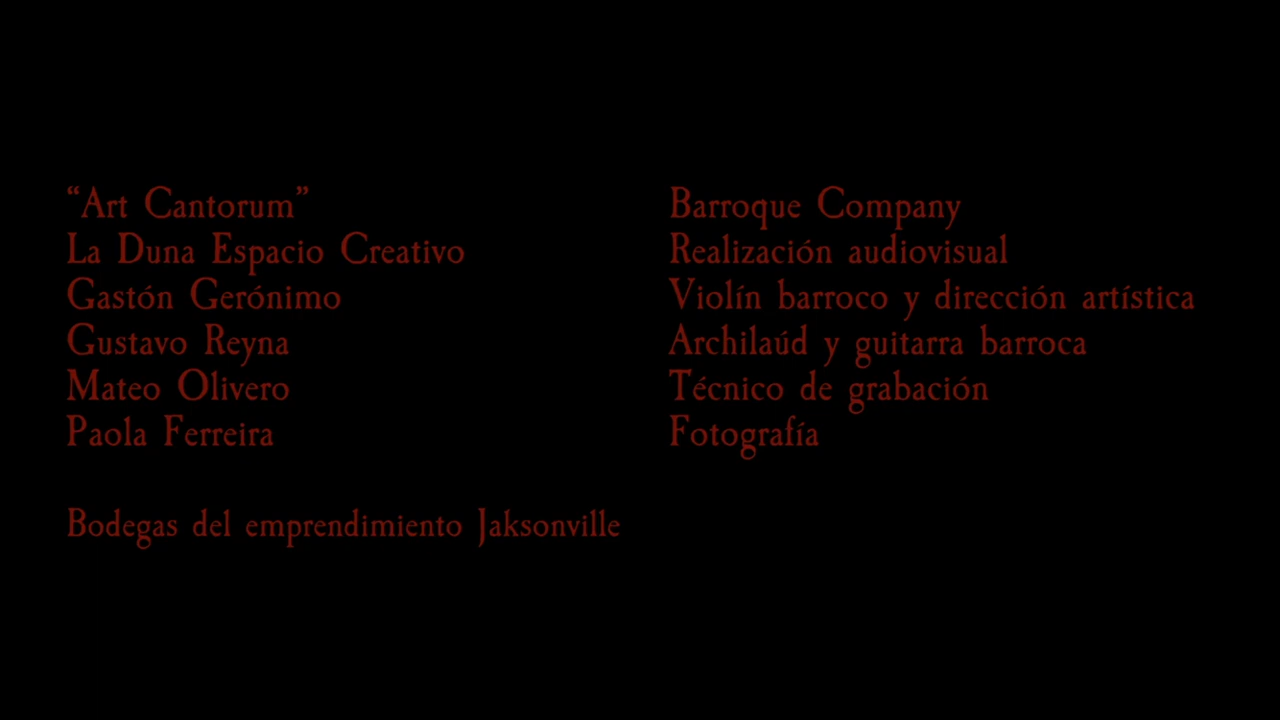 “Art Cantorum” Barroque Company
La Duna Espacio Creativo Realización audiovisual
Gastón Gerónimo Violín barroco y dirección artística
Gustavo Reyna Archilaúd y guitarra barroca
Mateo Olivero Técnico de grabación
Paola Ferreira Fotografía
Bodegas del emprendimiento Jaksonville